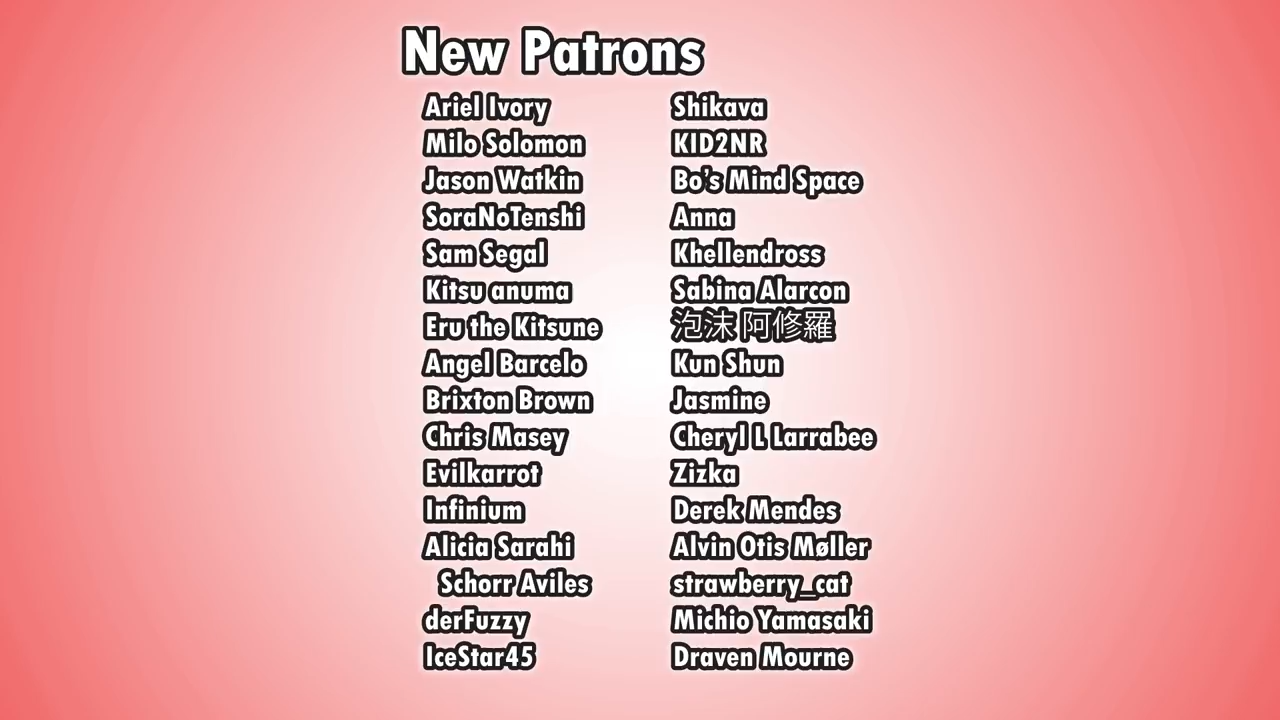 New Patrons
Ariel Ivory
Milo Solomon
Jason Watkin
SoraNoTenshi
Sam Segal
Kitsu anuma
Eru the Kitsune
Angel Barcelo
Brixton Brown
Chris Masey
Evilkarrot
Infinium
Alicia Sarahi
Schorr Aviles
derFuzzy
IceStar45
Shikava
KID2NR
Bo's Mind Space
Anna
Khellendross
Sabina Alarcon
泡沫 阿修羅
Kun Shun
Jasmine
Cheryl L Larrabee
Zizka
Derek Mendes
Alvin Otis Møller
strawberry_cat
Michio Yamasaki
Draven Mourne